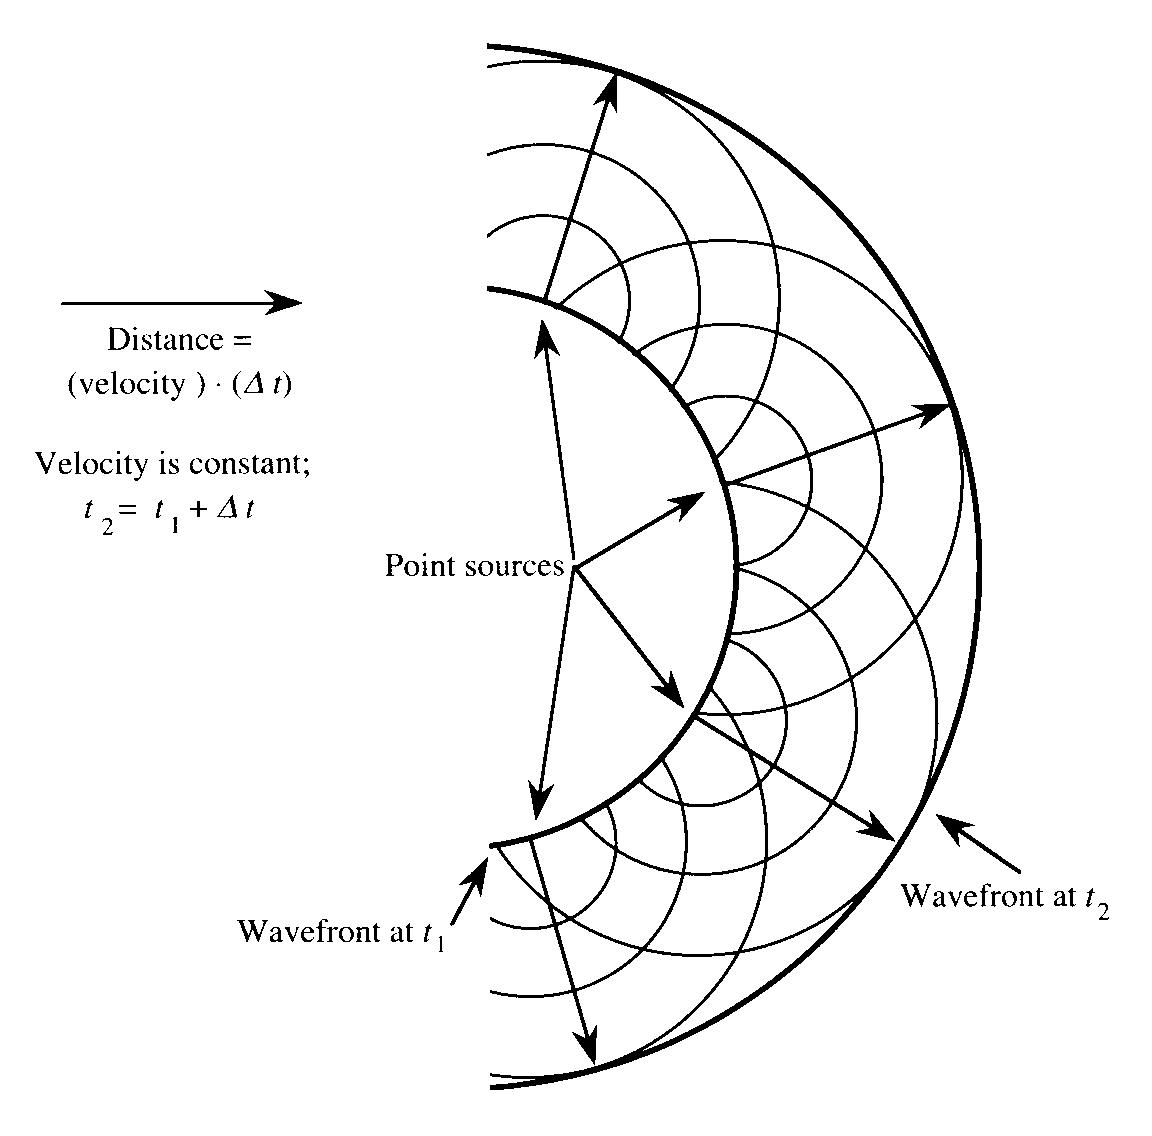 Distance =
(velocity ) · (Δ t)
Velocity is constant;
t 2 = t 1 + Δ t
Point sources
Wavefront at t 2
Wavefront at t 1